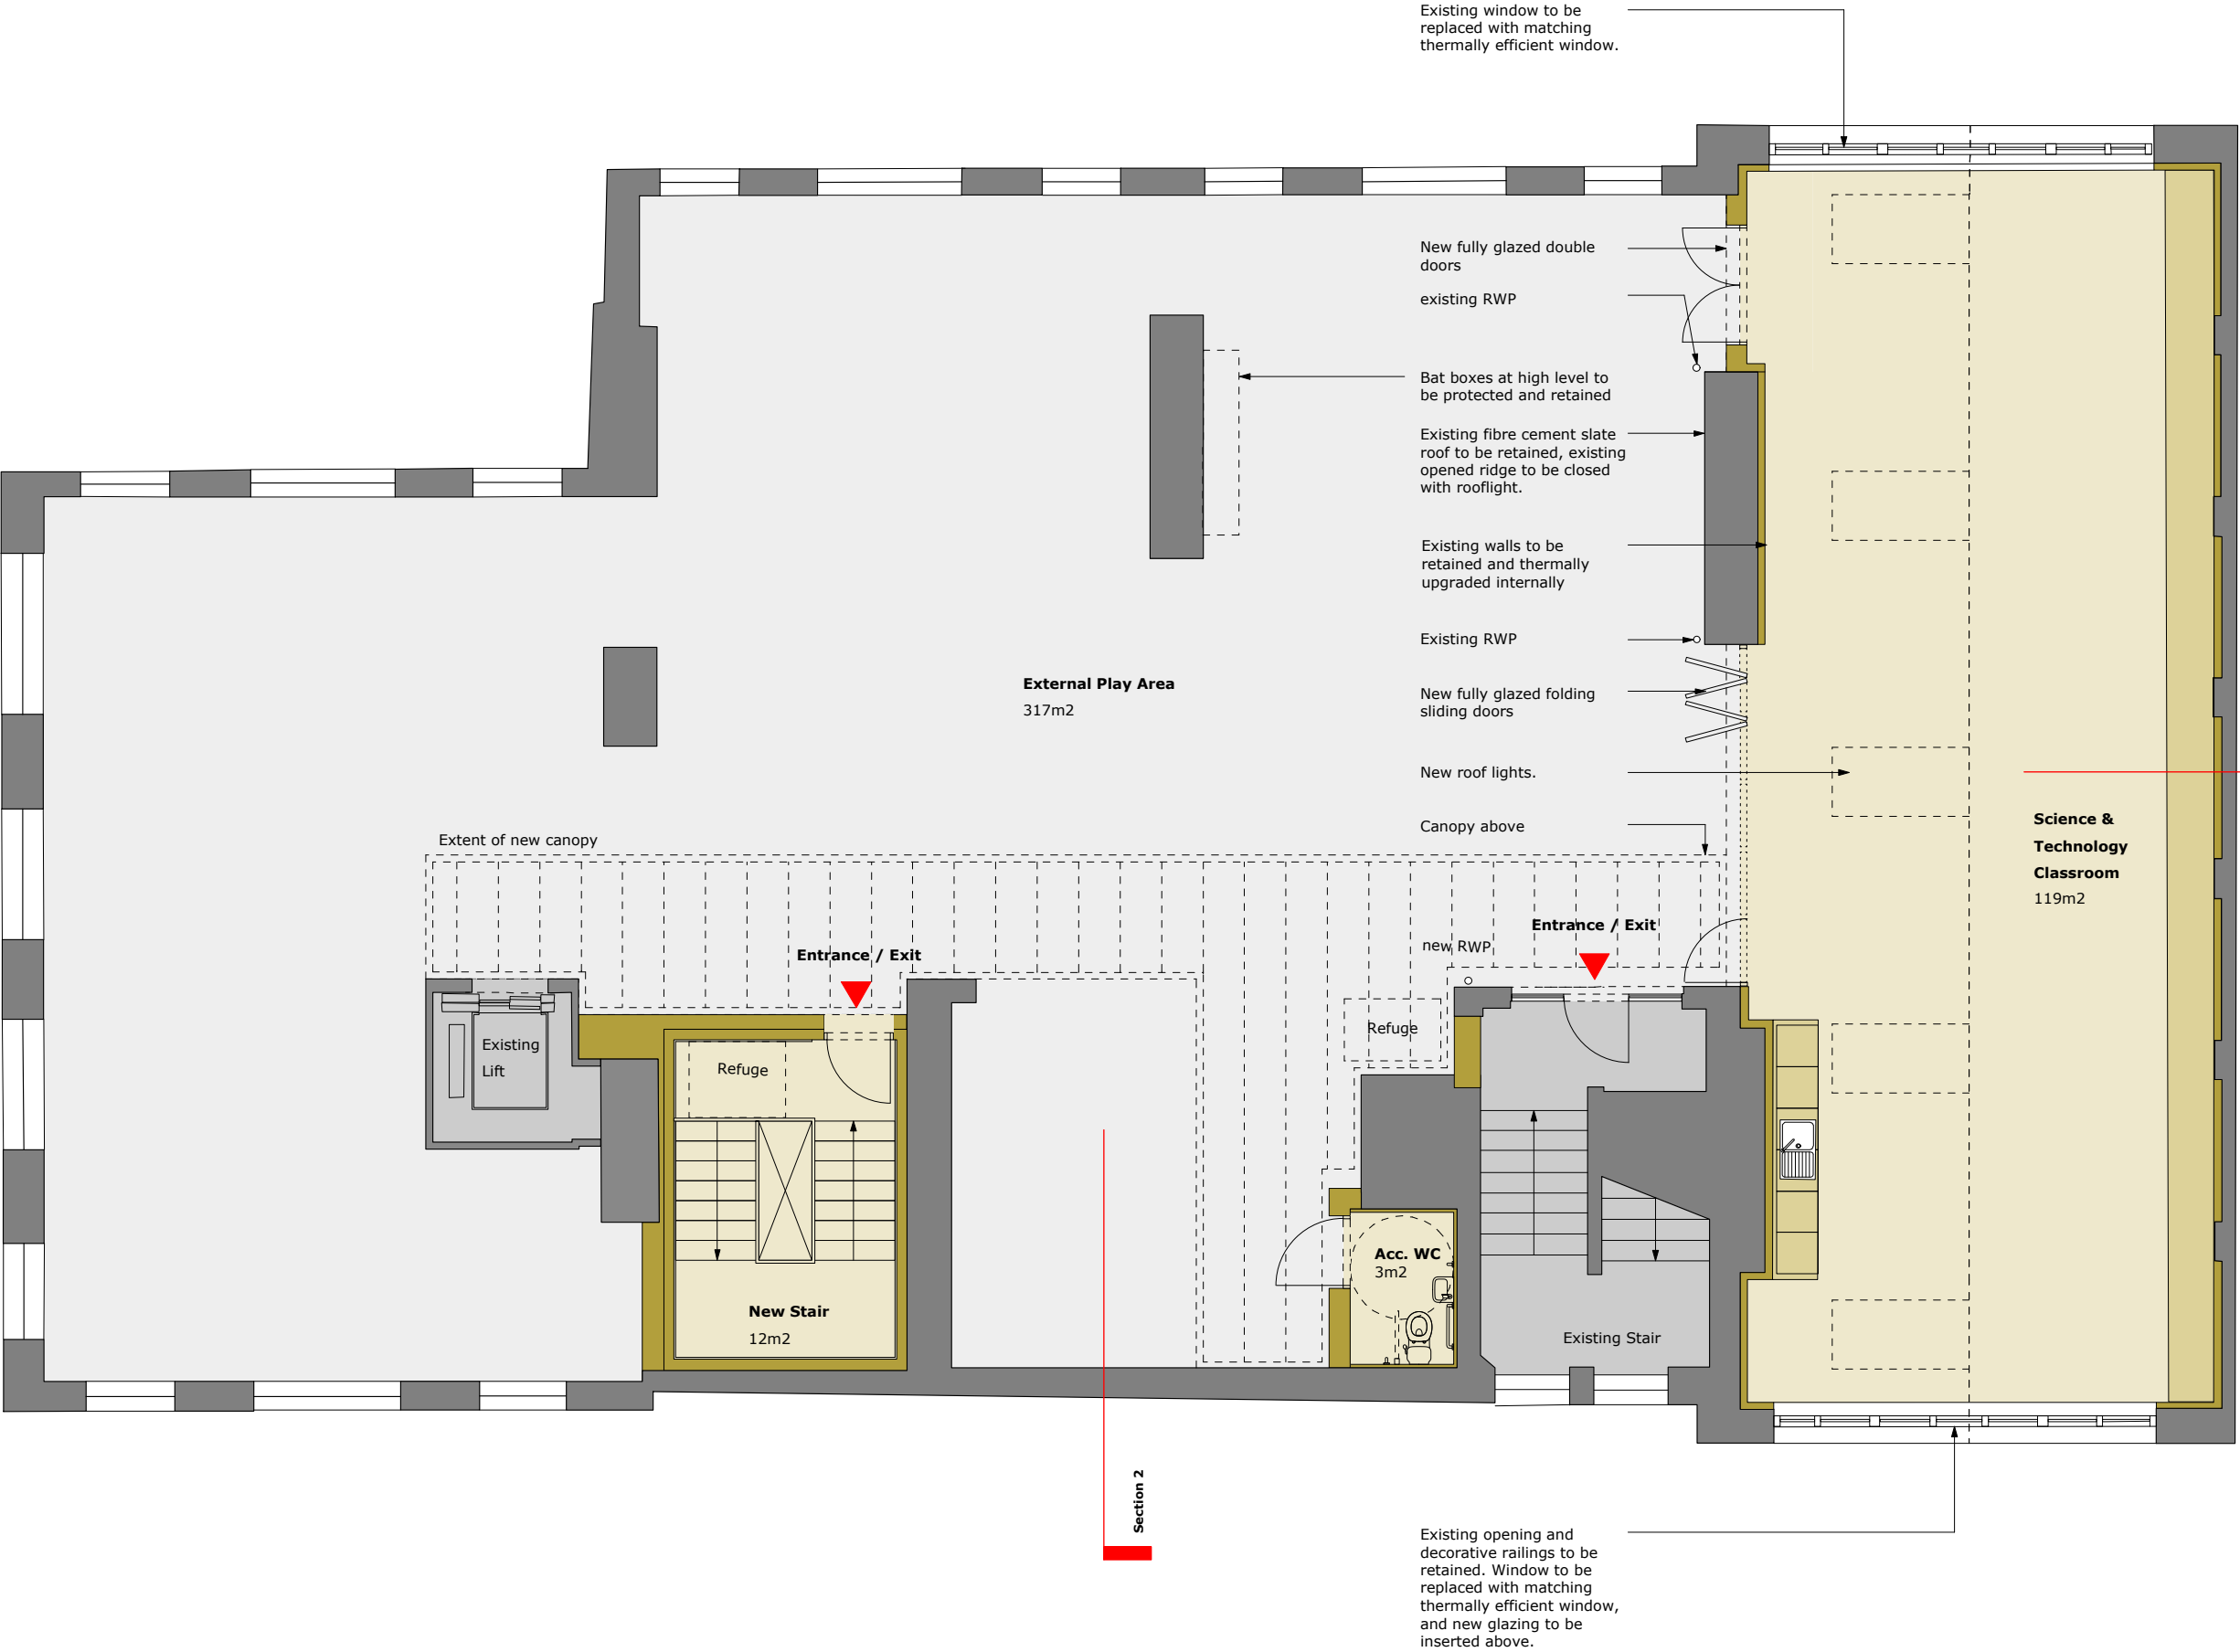 Existing window to be
replaced with matching
thermally efficient window.
New fully glazed double
doors
existing RWP
Bat boxes at high level to
be protected and retained
Existing fibre cement slate
roof to be retained, existing
opened ridge to be closed
with rooflight.
Existing walls to be
retained and thermally
upgraded internally
Existing RWP
External Play Area
317m2
New fully glazed folding
sliding doors
New roof lights.
Canopy above
Science &
Technology
Classroom
119m2
Extent of new canopy
Entrance / Exit
Entrance / Exit
new RWP
Existing
Lift
Refuge
Refuge
New Stair
12m2
Acc. WC
3m2
Existing Stair
Section 2
Existing opening and
decorative railings to be
retained. Window to be
replaced with matching
thermally efficient window,
and new glazing to be
inserted above.